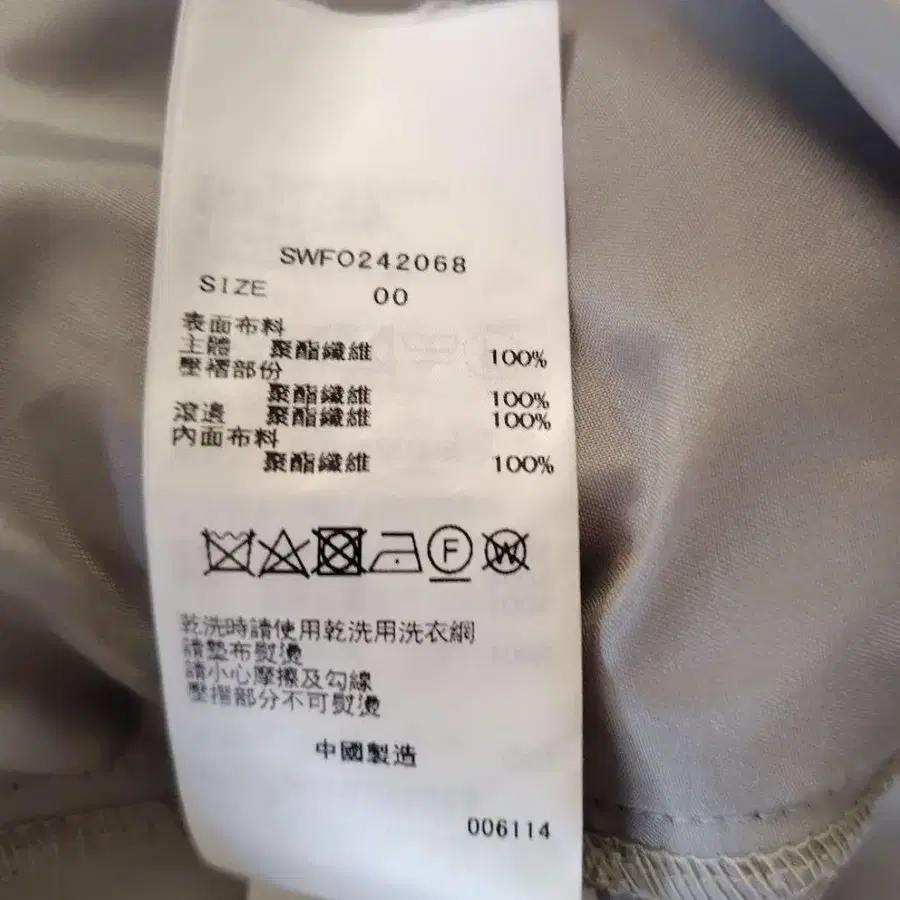 SWFO242068
SIZE 00
表面布料
主體 聚酯纖維 100%
壓褶部份
聚酯纖維 100%
滾邊 聚酯纖維 100%
內面布料
聚酯纖維 100%
F W
乾洗時請使用乾洗用洗衣網
請墊布熨燙
請小心摩擦及勾線
壓摺部分不可熨燙
中國製造
006114